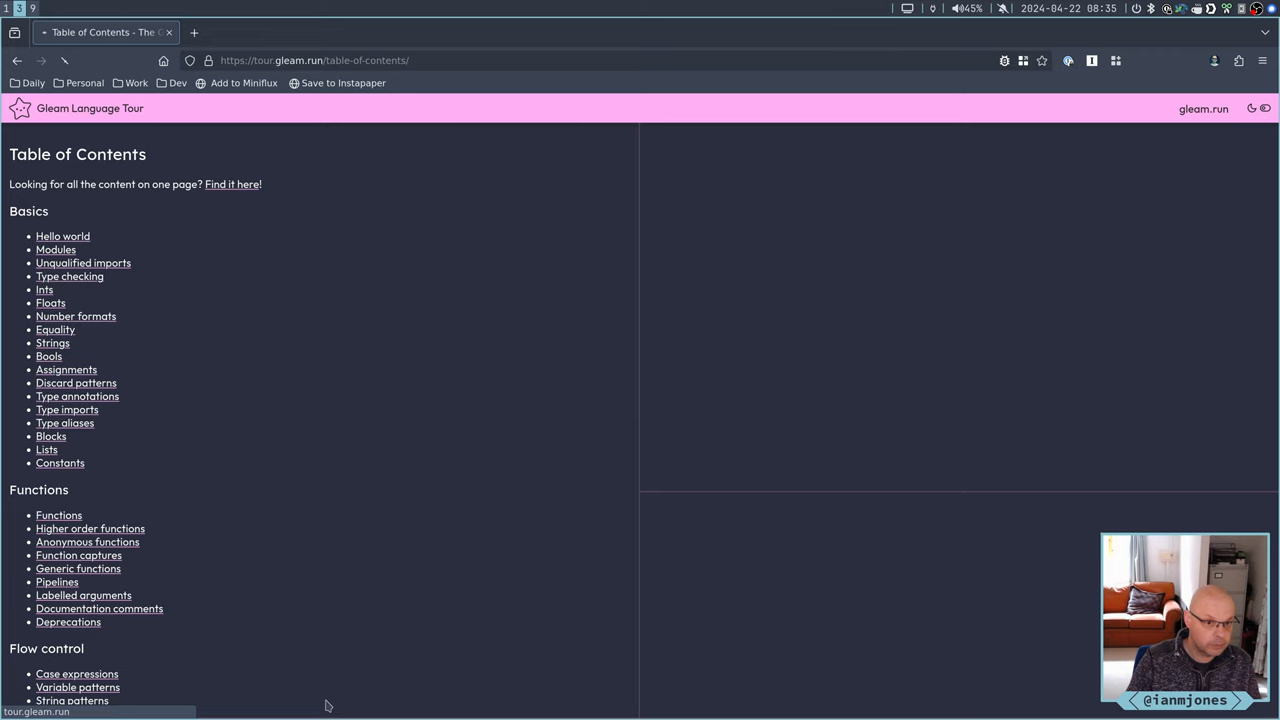 1 3 9
45% 2024-04-22 08:35
Table of Contents - The G
https://tour.gleam.run/table-of-contents/
Daily Personal Work Dev Add to Miniflux Save to Instapaper
Gleam Language Tour gleam.run
Table of Contents
Looking for all the content on one page? Find it here!
Basics
Hello world
Modules
Unqualified imports
Type checking
Ints
Floats
Number formats
Equality
Strings
Bools
Assignments
Discard patterns
Type annotations
Type imports
Type aliases
Blocks
Lists
Constants
Functions
Functions
Higher order functions
Anonymous functions
Function captures
Generic functions
Pipelines
Labelled arguments
Documentation comments
Deprecations
Flow control
Case expressions
Variable patterns
String patterns
tour.gleam.run
@ianmjones